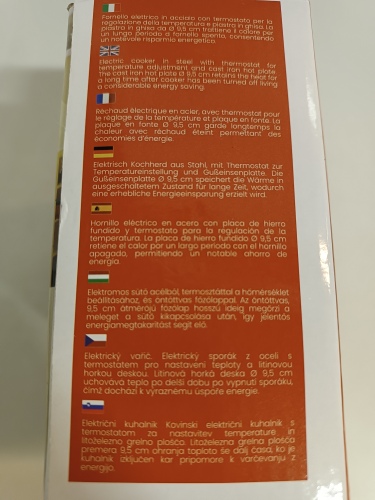 Fornello elettrico in acciaio con termostato per la
regolazione della temperatura e piastra in ghisa. La
piastra in ghisa da Ø 9,5 cm trattiene il calore per
un lungo periodo a fornello spento, consentendo
un notevole risparmio energetico.
Electric cooker in steel with thermostat for
temperature adjustment and cast iron hot plate.
The cast iron hot plate Ø 9,5 cm retains the heat for
a long time after cooker has been turned off living
a considerable energy saving.
Réchaud électrique en acier, avec thermostat pour
le réglage de la température et plaque en fonte. La
plaque en fonte Ø 9,5 cm garde longtemps la
chaleur avec réchaud éteint permettant des
économies d'énergie.
Elektrisch Kochherd aus Stahl, mit Thermostat zur
Temperatureinstellung und Gußeisenplatte. Die
Gußeisenplatte Ø 9,5 cm speichert die Wärme in
ausgeschaltetem Zustand für lange Zeit, wodurch
eine erhebliche Energieeinsparung erzielt wird.
Hornillo eléctrico en acero con placa de hierro
fundido y termostato para la regulación de la
temperatura. La placa de hierro fundido Ø 9,5 cm
retiene el calor por un largo periodo con el hornillo
apagado, permitiendo un notable ahorro de
energía.
Elektromos sütő acélból, termosztáttal a hőmérséklet
beállításához, és öntöttvas főzőlappal. Az öntöttvas,
9,5 cm átmérőjű főzőlap hosszú ideig megőrzi a
meleget a sütő kikapcsolása után, így jelentős
energiamegtakarítást segít elő.
Elektrický vařič. Elektrický sporák z oceli s
termostatem pro nastavení teploty a litinovou
horkou deskou. Litinová horká deska Ø 9,5 cm
uchovává teplo po delší dobu po vypnutí sporáku,
čímž dochází k výraznému úspoře energie.
Električni kuhalnik Kovinski električni kuhalnik s
termostatom za nastavitev temperature in
litoželezno grelno ploščo. Litoželezna grelna plošča
premera 9,5 cm ohranja toploto še dalj časa, ko je
kuhalnik izključen kar pripomore k varčevanju z
energijo.